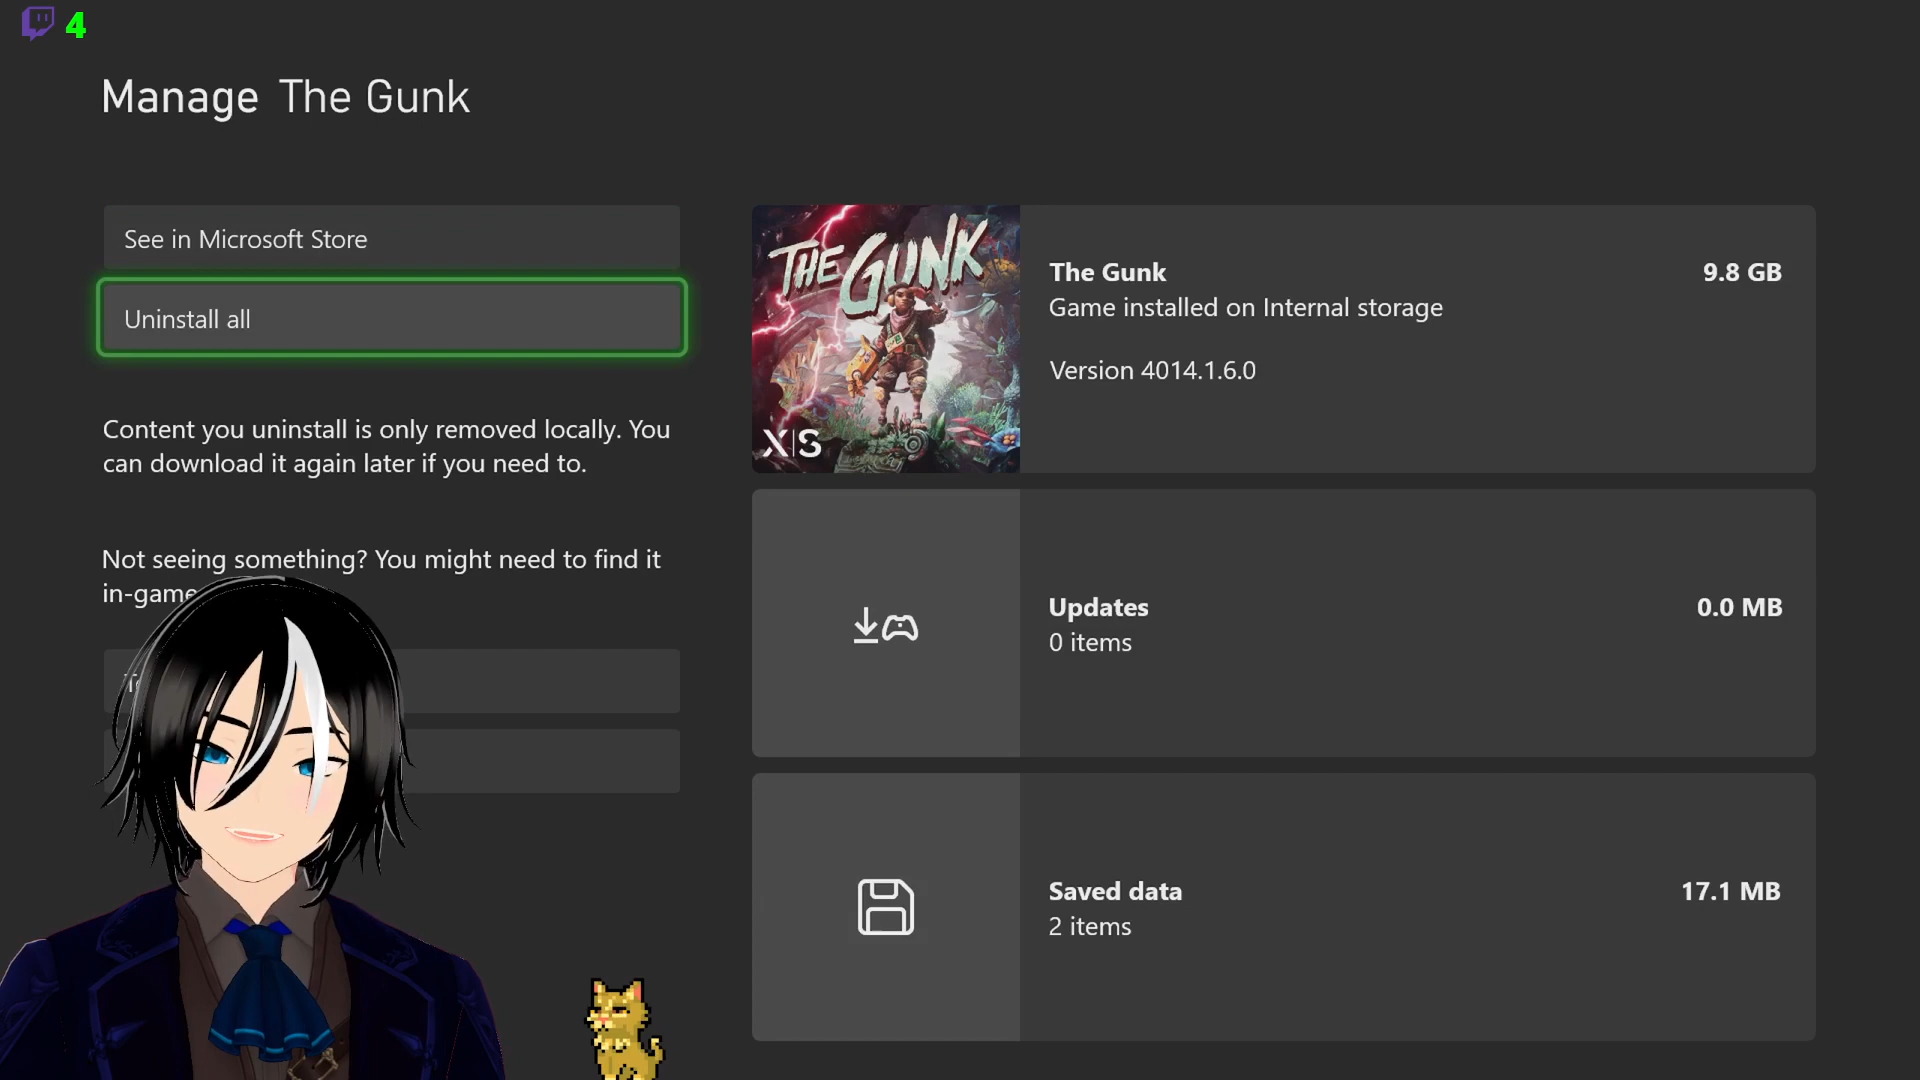 4
Manage The Gunk
See in Microsoft Store
Uninstall all
Content you uninstall is only removed locally. You
can download it again later if you need to.
Not seeing something? You might need to find it
in-game
THE GUNK
X|S
The Gunk
9.8 GB
Game installed on Internal storage
Version 4014.1.6.0
Updates
0.0 MB
0 items
Saved data
17.1 MB
2 items